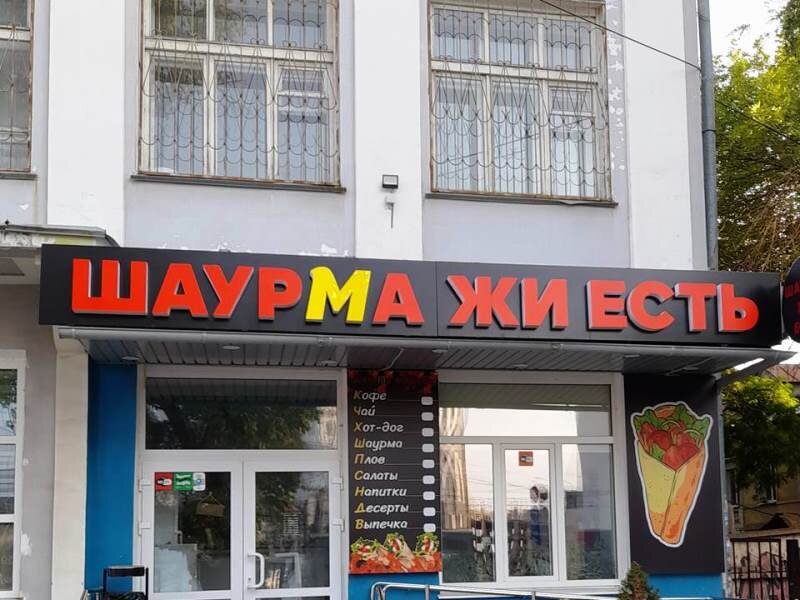 ШАУРМА ЖИ ЕСТЬ
Кофе
Чай
Хот-дог
Шаурма
Плов
Салаты
Напитки
Десерты
Выпечка